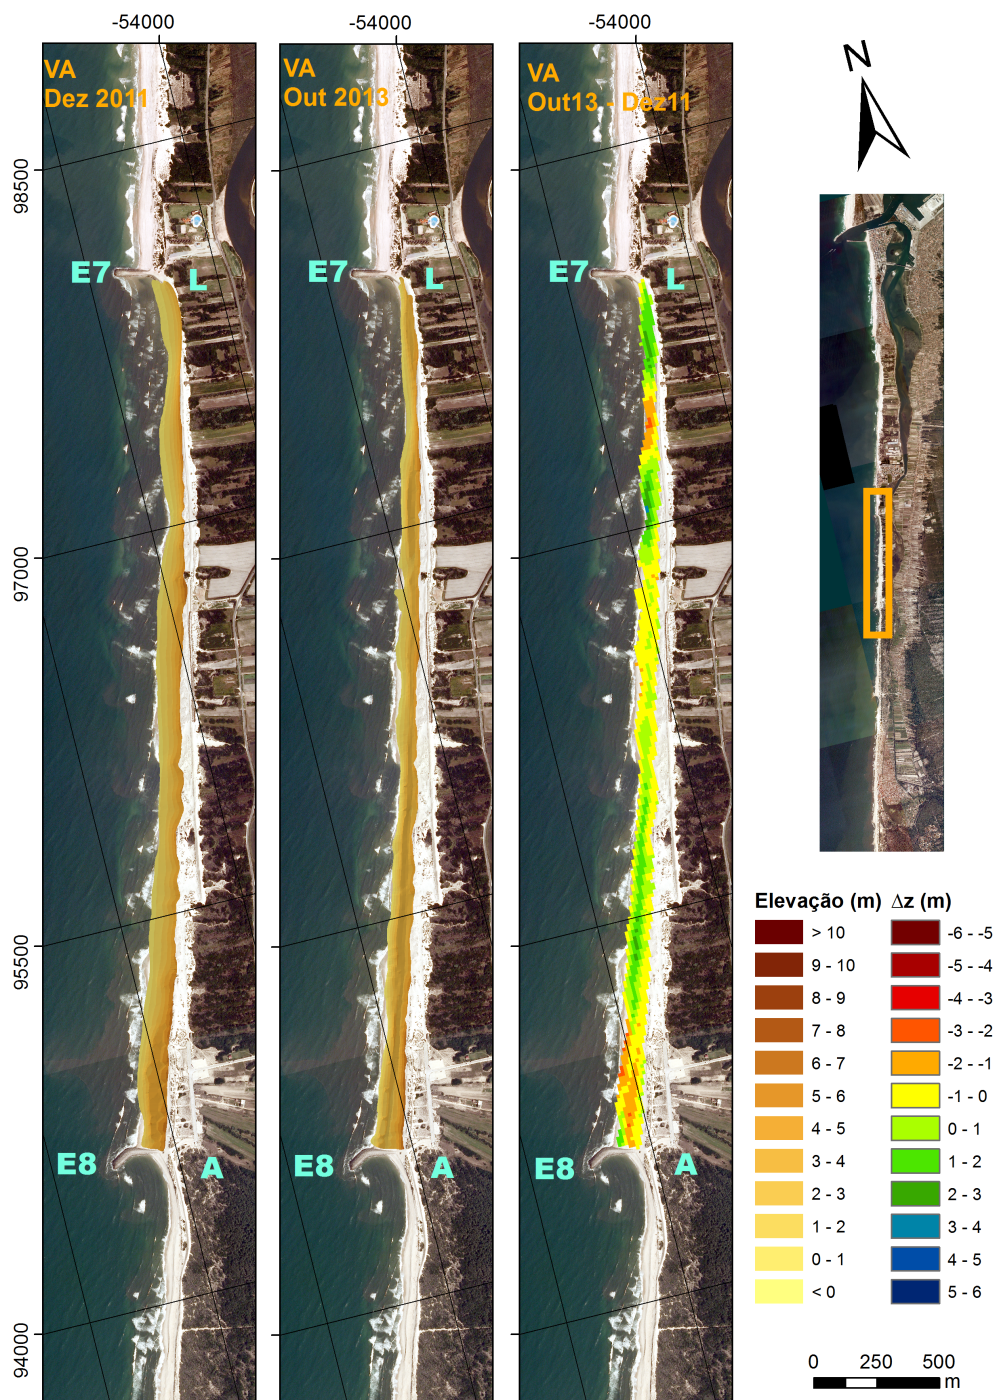 -54000
-54000
-54000
VA
Dez 2011
VA
Out 2013
VA
Out13 - Dez11
N
98500
97000
95500
94000
E7
L
E7
L
E7
L
E8
A
E8
A
E8
A
Elevação (m)
> 10
9 - 10
8 - 9
7 - 8
6 - 7
5 - 6
4 - 5
3 - 4
2 - 3
1 - 2
0 - 1
< 0
Δz (m)
-6 - -5
-5 - -4
-4 - -3
-3 - -2
-2 - -1
-1 - 0
0 - 1
1 - 2
2 - 3
3 - 4
4 - 5
5 - 6
0 250 500
m